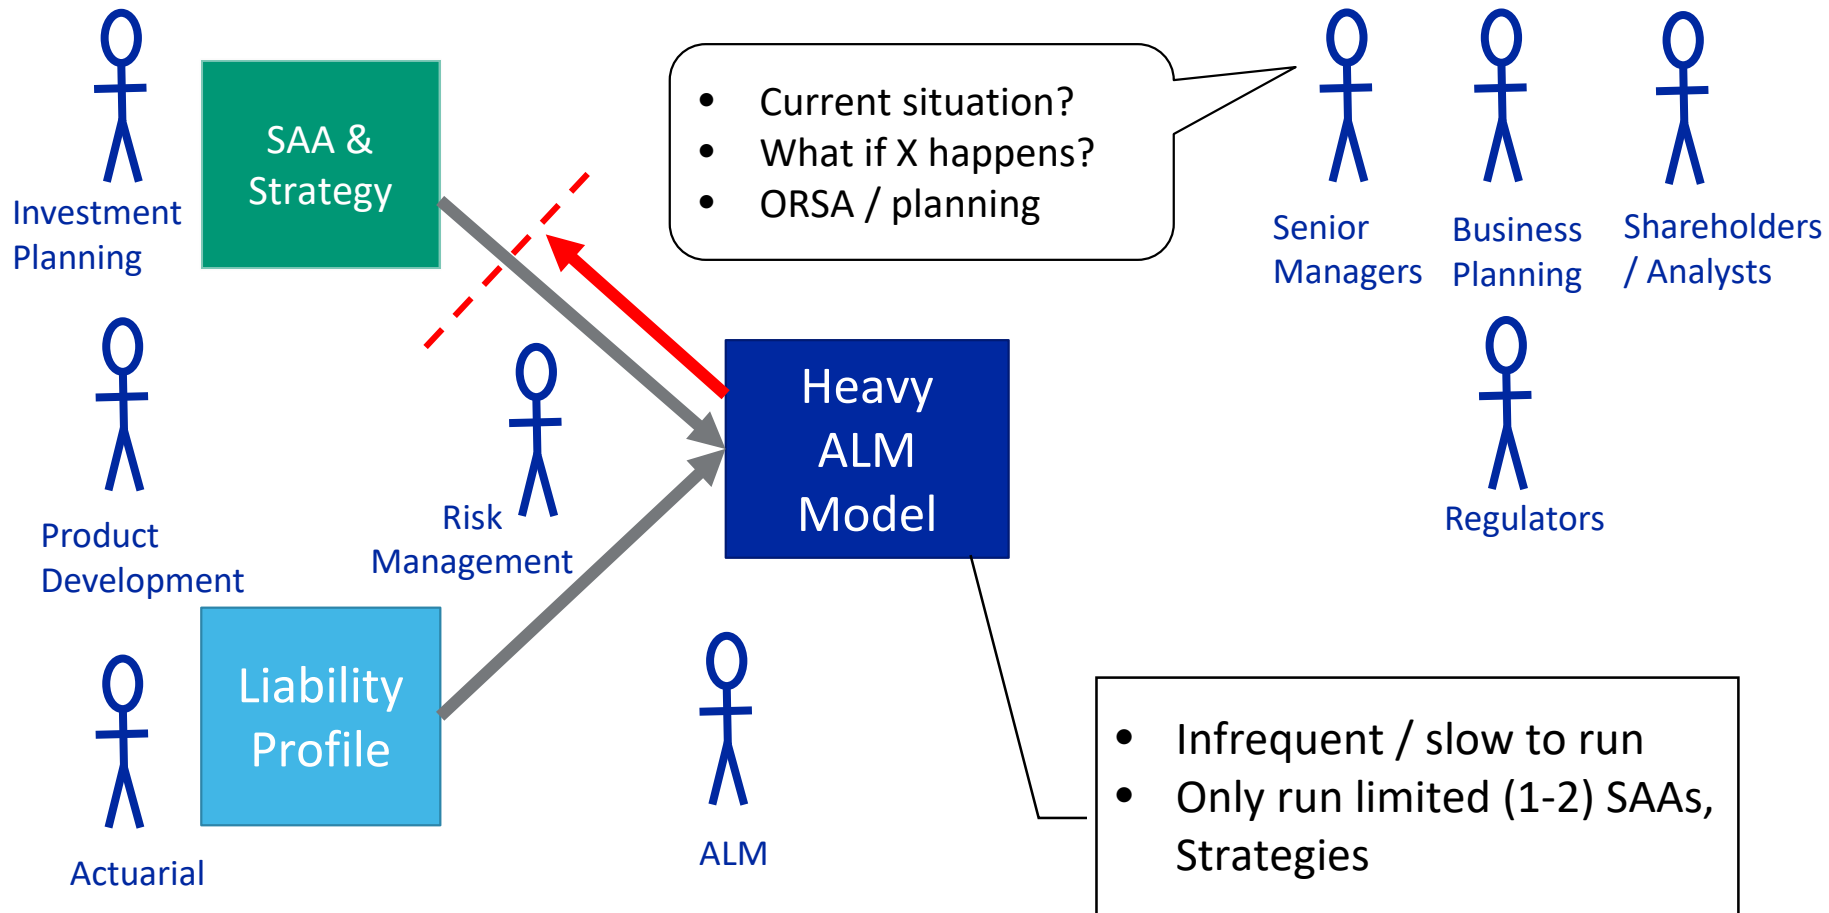 SAA &
Strategy
Investment
Planning
• Current situation?
• What if X happens?
• ORSA / planning
Senior
Managers
Business
Planning
Shareholders
/ Analysts
Product
Development
Risk
Management
Heavy
ALM
Model
Regulators
Liability
Profile
Actuarial
ALM
• Infrequent / slow to run
• Only run limited (1-2) SAAs,
Strategies